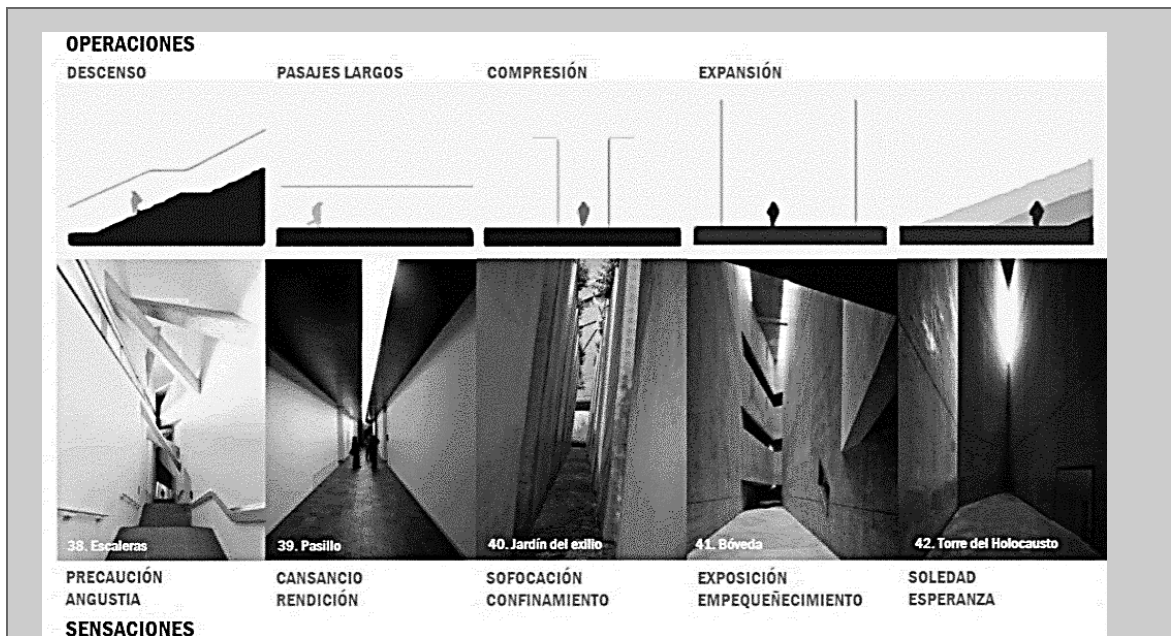 OPERACIONES
DESCENSO PASAJES LARGOS COMPRESIÓN EXPANSIÓN
38. Escaleras 39. Pasillo 40. Jardín del exilio 41. Bóveda 42. Torre del Holocausto
PRECAUCIÓN CANSANCIO SOFOCACIÓN EXPOSICIÓN SOLEDAD
ANGUSTIA RENDICIÓN CONFINAMIENTO EMPEQUEÑECIMIENTO ESPERANZA
SENSACIONES